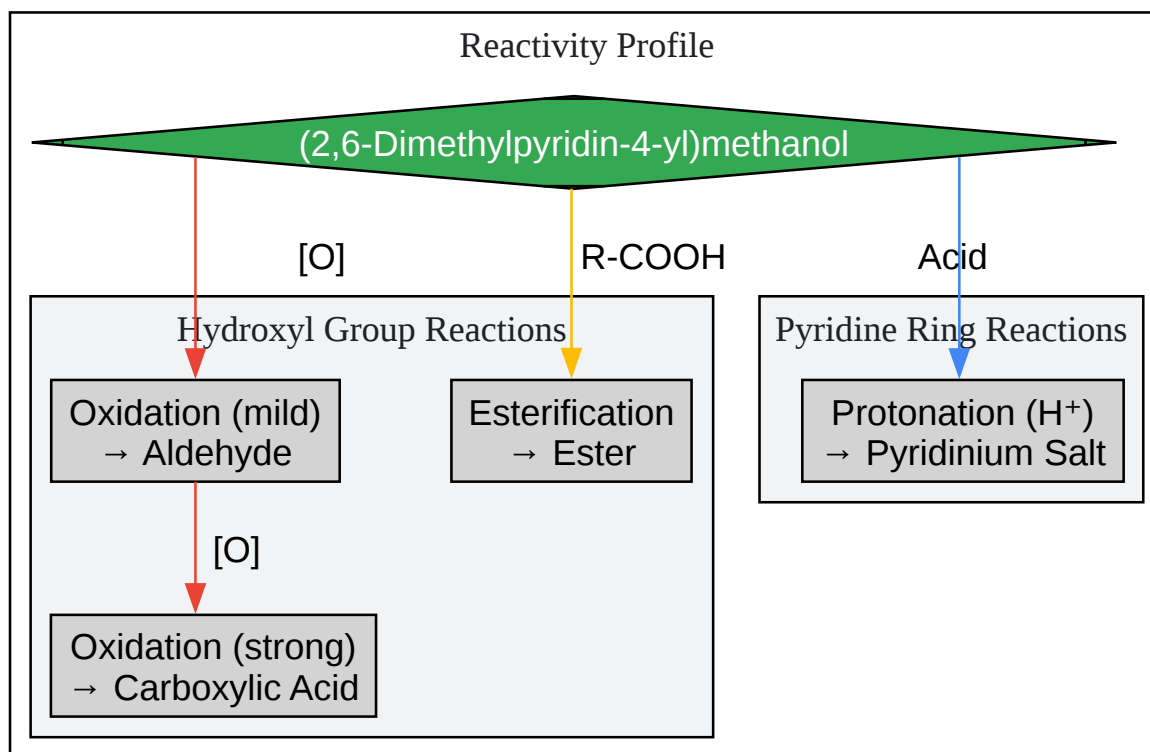 Reactivity Profile
(2,6-Dimethylpyridin-4-yl)methanol
[O]
R-COOH
Acid
Hydroxyl Group Reactions
Pyridine Ring Reactions
Oxidation (mild)
→ Aldehyde
Esterification
→ Ester
Protonation (H⁺)
→ Pyridinium Salt
[O]
Oxidation (strong)
→ Carboxylic Acid